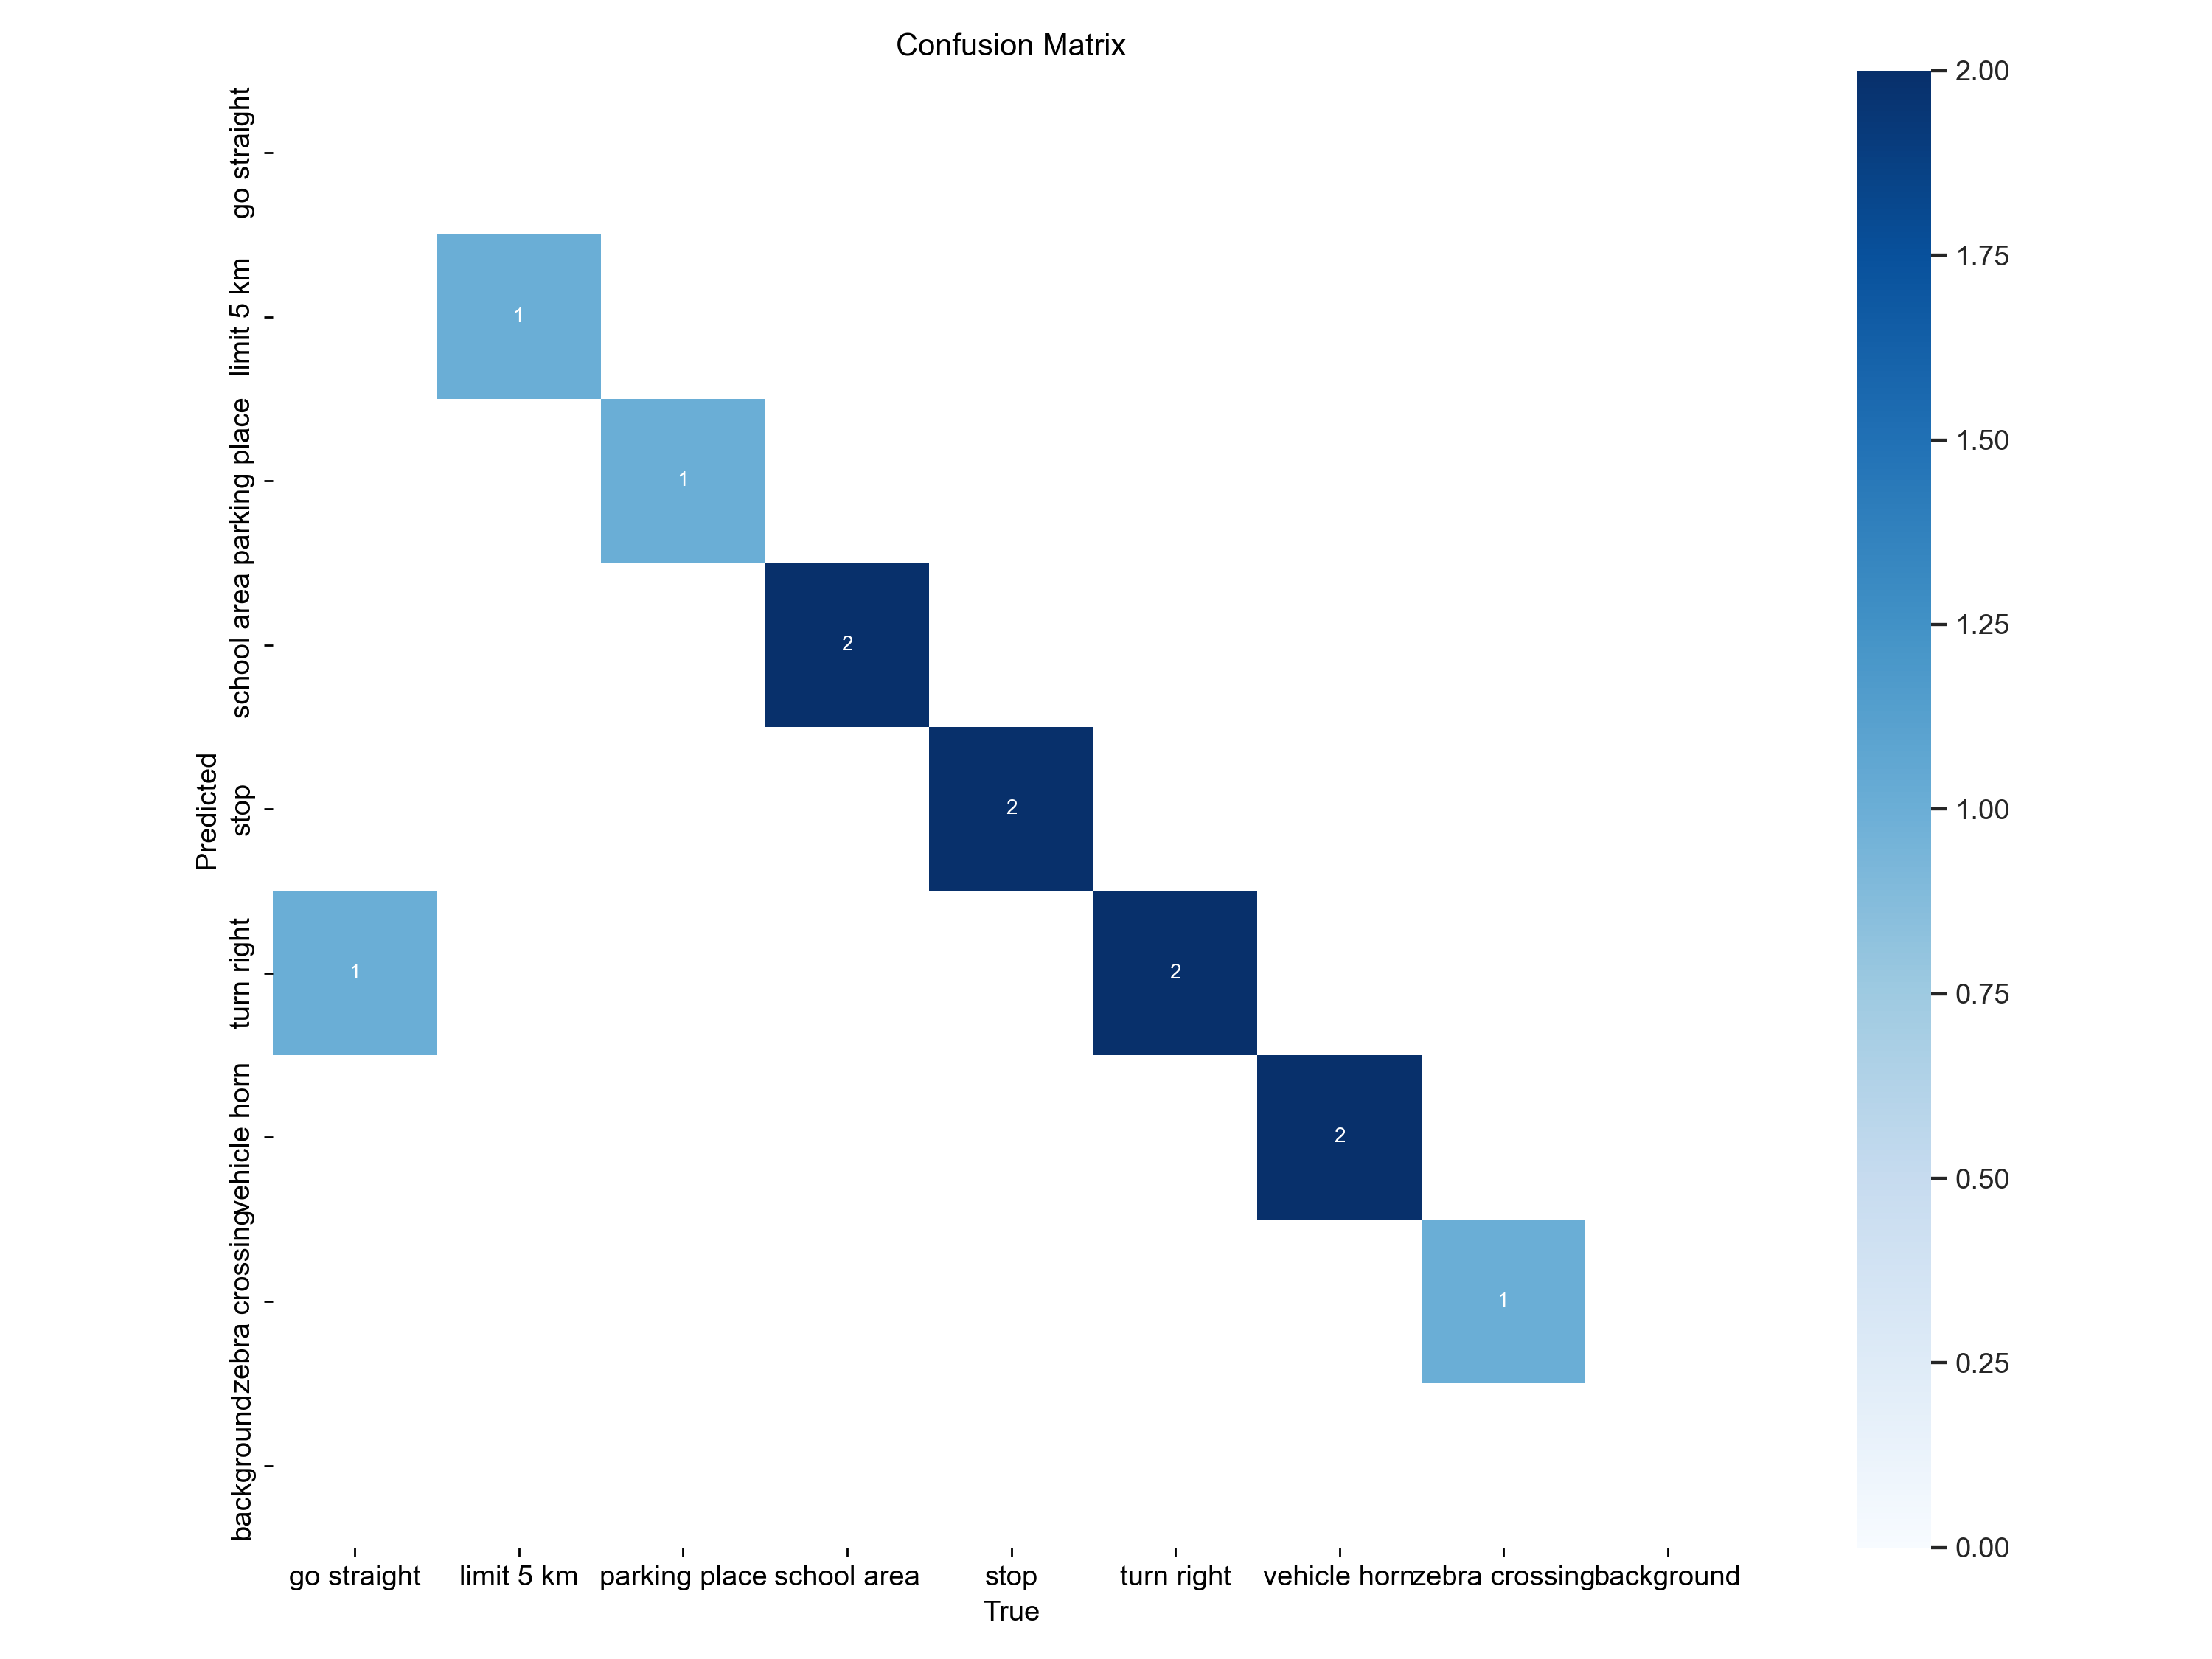 Confusion Matrix
go straight
limit 5 km
parking place
school area
stop
turn right
vehicle horn
zebra crossing
background
Predicted
1
1
2
2
1
2
2
1
go straight
limit 5 km
parking place
school area
stop
turn right
vehicle horn
zebra crossing
background
True
2.00
1.75
1.50
1.25
1.00
0.75
0.50
0.25
0.00